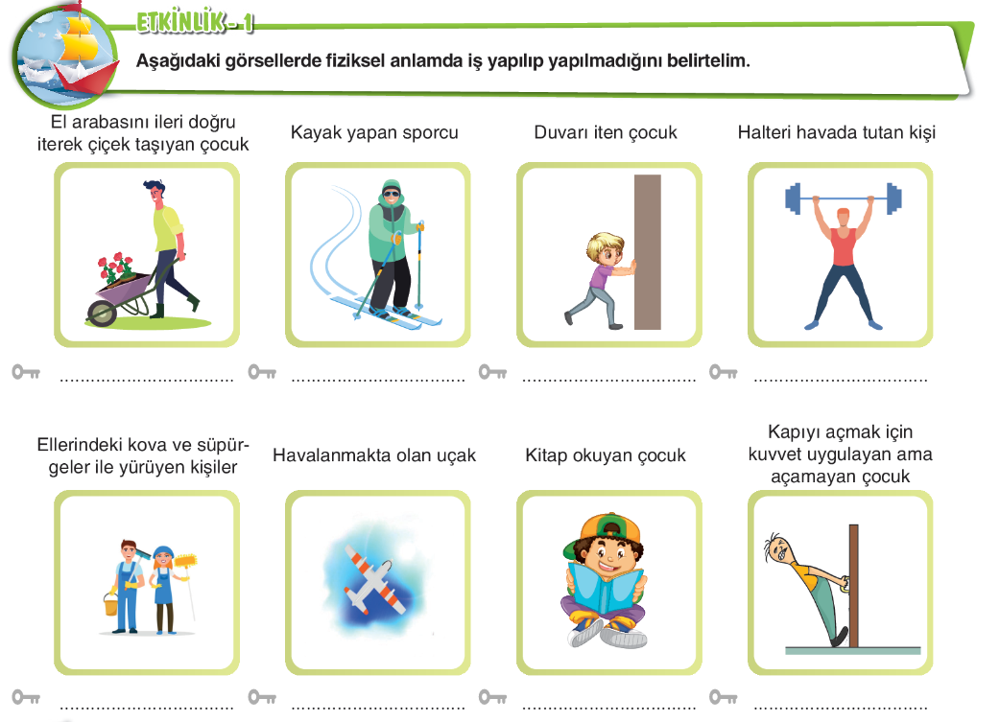 ETKİNLİK - 1
Aşağıdaki görsellerde fiziksel anlamda iş yapılıp yapılmadığını belirtelim.
El arabasını ileri doğru
iterek çiçek taşıyan çocuk
Kayak yapan sporcu
Duvarı iten çocuk
Halteri havada tutan kişi
....................................
....................................
....................................
....................................
Ellerindeki kova ve süpür-
geler ile yürüyen kişiler
Havalanmakta olan uçak
Kitap okuyan çocuk
Kapıyı açmak için
kuvvet uygulayan ama
açamayan çocuk
....................................
....................................
....................................
....................................